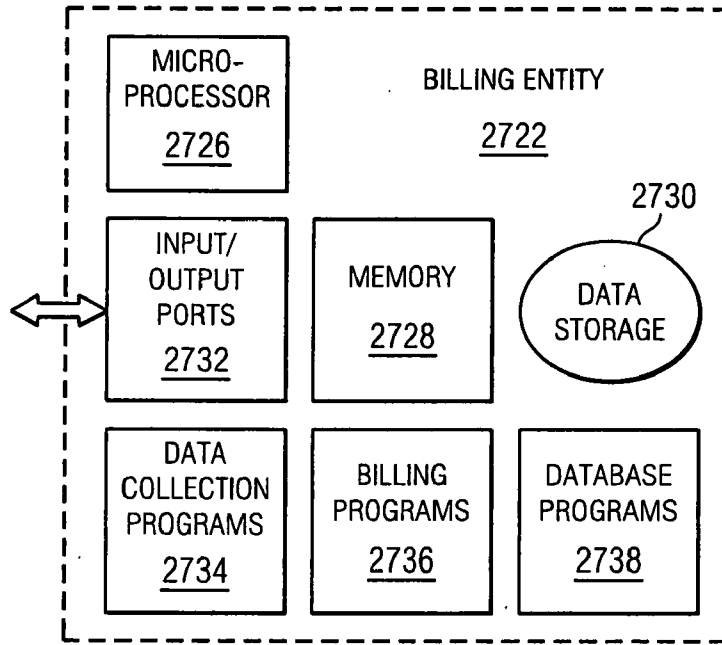 MICRO-
PROCESSOR
2726
BILLING ENTITY
2722
2730
INPUT/
OUTPUT
PORTS
2732
MEMORY
2728
DATA
STORAGE
DATA
COLLECTION
PROGRAMS
2734
BILLING
PROGRAMS
2736
DATABASE
PROGRAMS
2738